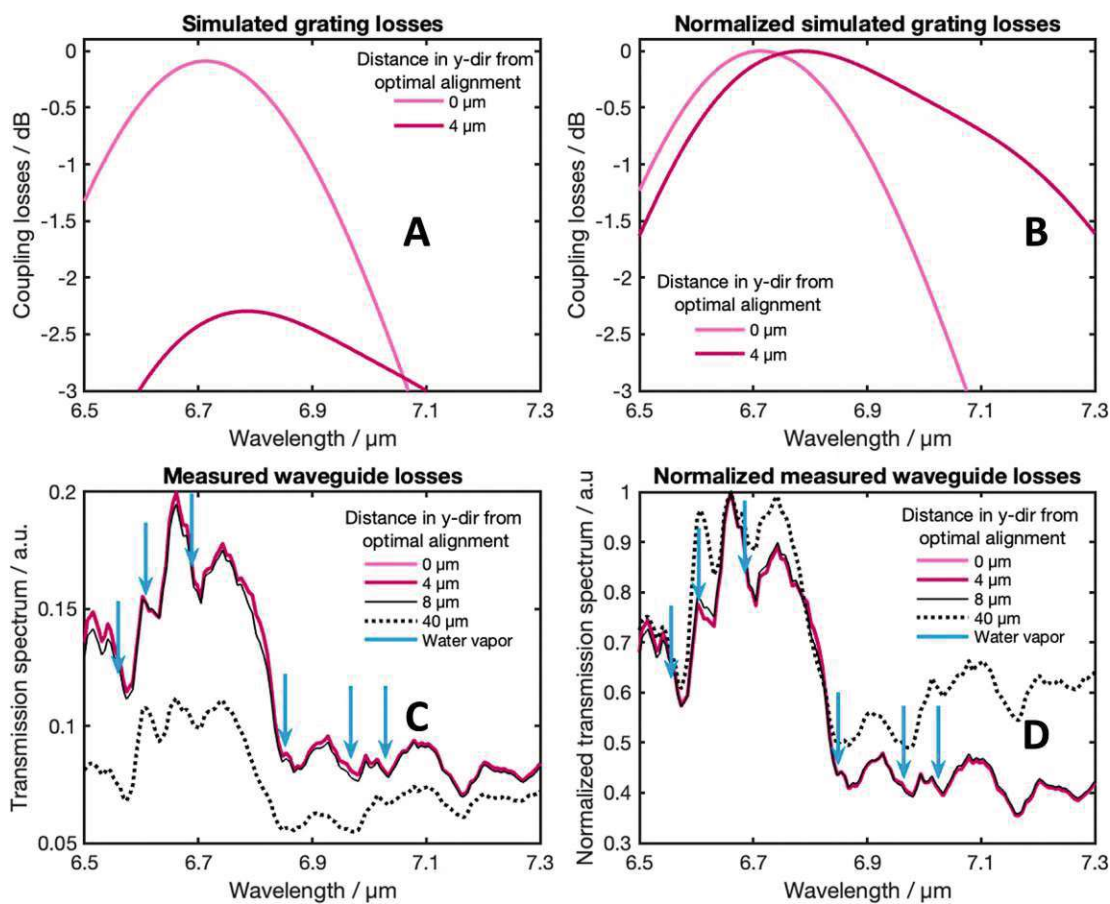 Simulated grating losses
0
-0.5
-1
-1.5
-2
-2.5
-3
Coupling losses / dB
Distance in y-dir from
optimal alignment
0 µm
4 µm
A
6.5
6.7
6.9
7.1
7.3
Wavelength / µm
Normalized simulated grating losses
0
-0.5
-1
-1.5
-2
-2.5
-3
Coupling losses / dB
B
Distance in y-dir from
optimal alignment
0 µm
4 µm
6.5
6.7
6.9
7.1
7.3
Wavelength / µm
Measured waveguide losses
0.2
0.15
0.1
0.05
Transmission spectrum / a.u.
Distance in y-dir from
optimal alignment
0 µm
4 µm
8 µm
40 µm
Water vapor
C
6.5
6.7
6.9
7.1
7.3
Wavelength / µm
Normalized measured waveguide losses
1
0.9
0.8
0.7
0.6
0.5
0.4
0.3
Normalized transmission spectrum / a.u
Distance in y-dir from
optimal alignment
0 µm
4 µm
8 µm
40 µm
Water vapor
D
6.5
6.7
6.9
7.1
7.3
Wavelength / µm